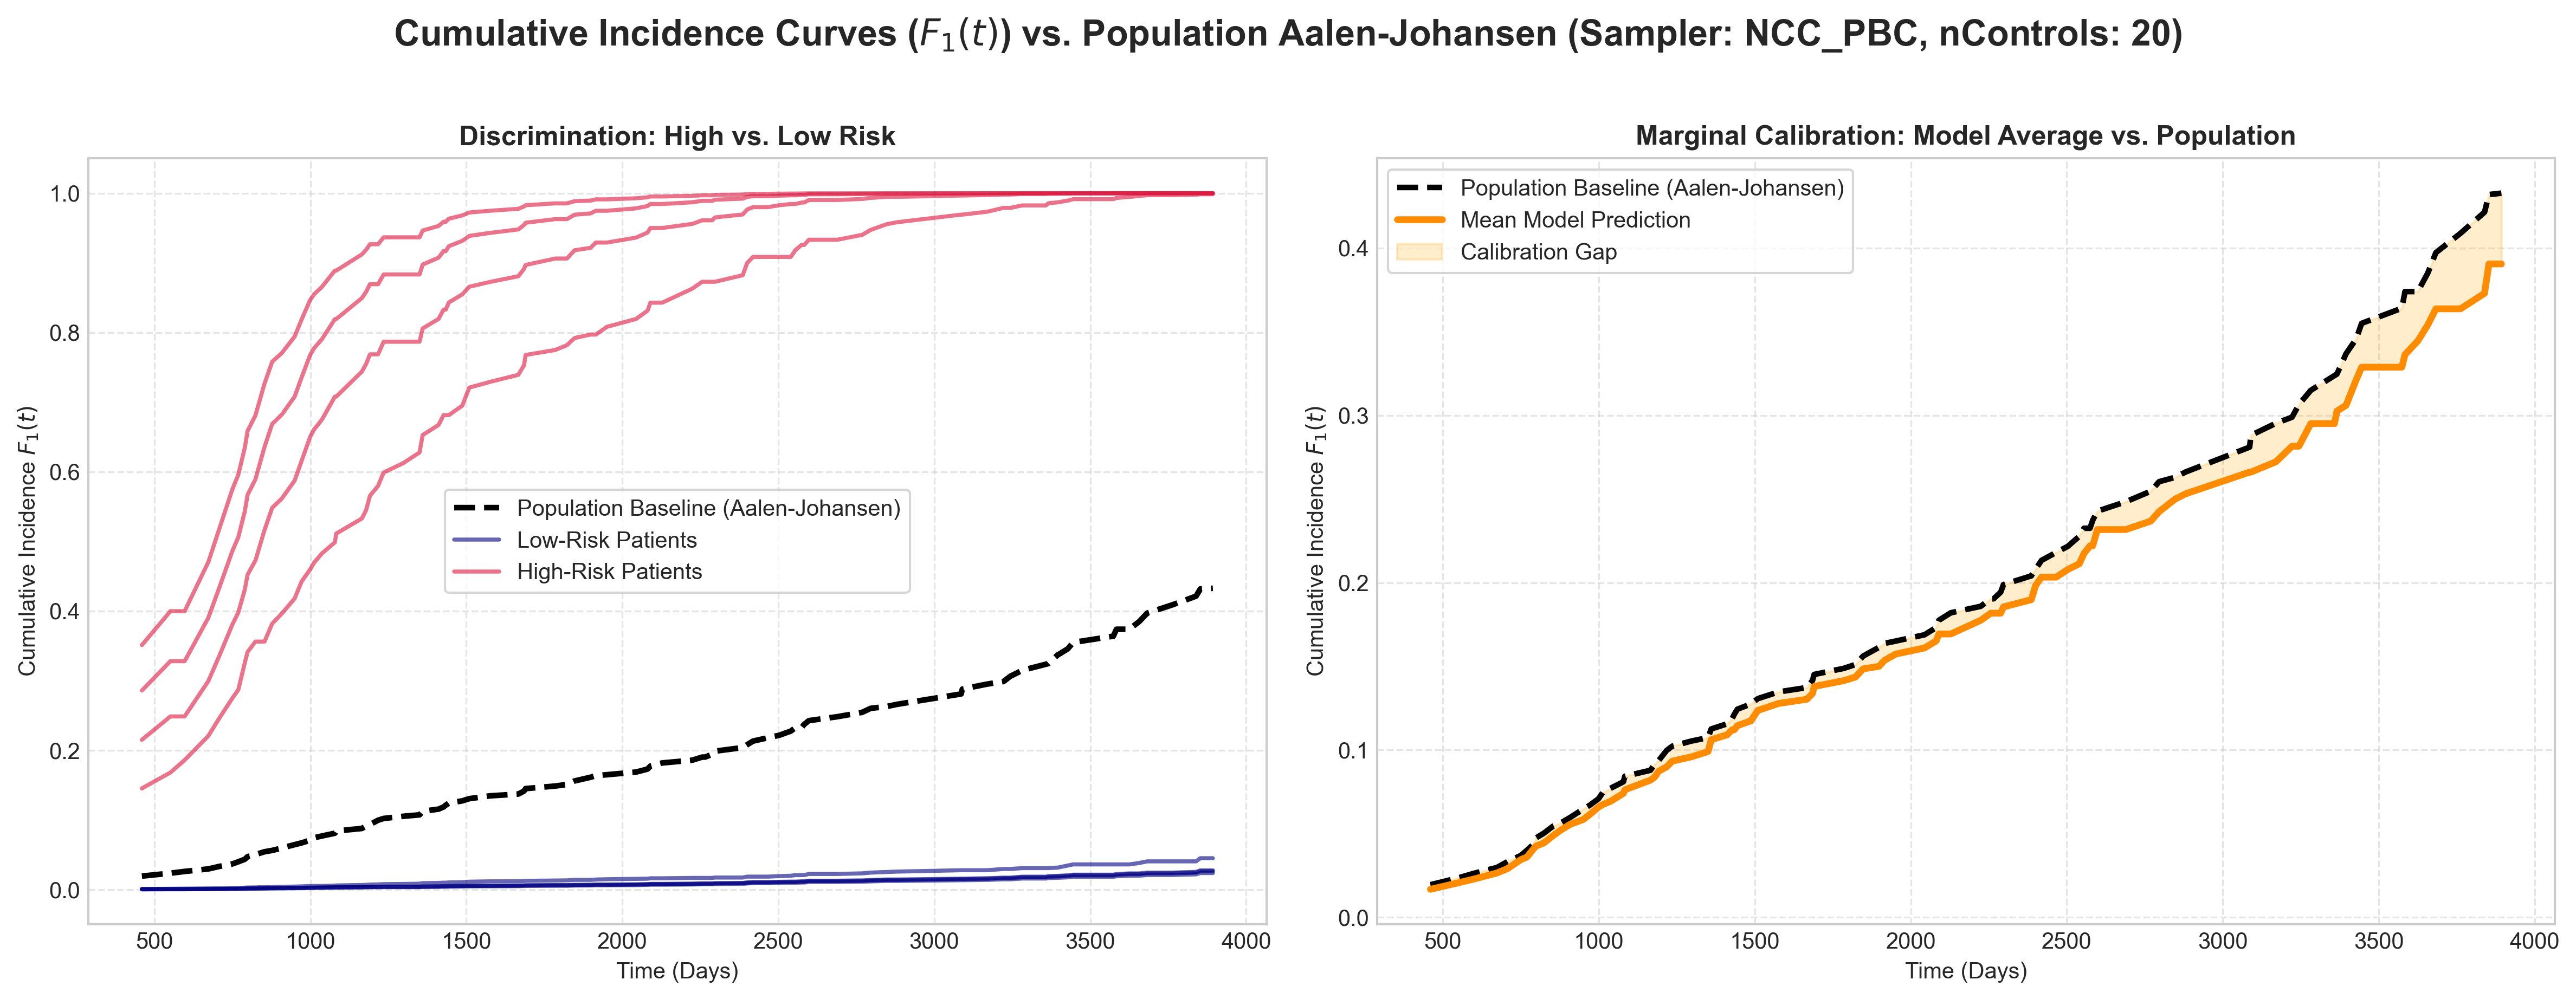 Cumulative Incidence Curves (F₁(t)) vs. Population Aalen-Johansen (Sampler: NCC_PBC, nControls: 20)
Discrimination: High vs. Low Risk
Cumulative Incidence F₁(t)
1.0
0.8
0.6
0.4
0.2
0.0
Population Baseline (Aalen-Johansen)
Low-Risk Patients
High-Risk Patients
500 1000 1500 2000 2500 3000 3500 4000
Time (Days)
Marginal Calibration: Model Average vs. Population
Population Baseline (Aalen-Johansen)
Mean Model Prediction
Calibration Gap
Cumulative Incidence F₁(t)
0.4
0.3
0.2
0.1
0.0
500 1000 1500 2000 2500 3000 3500 4000
Time (Days)